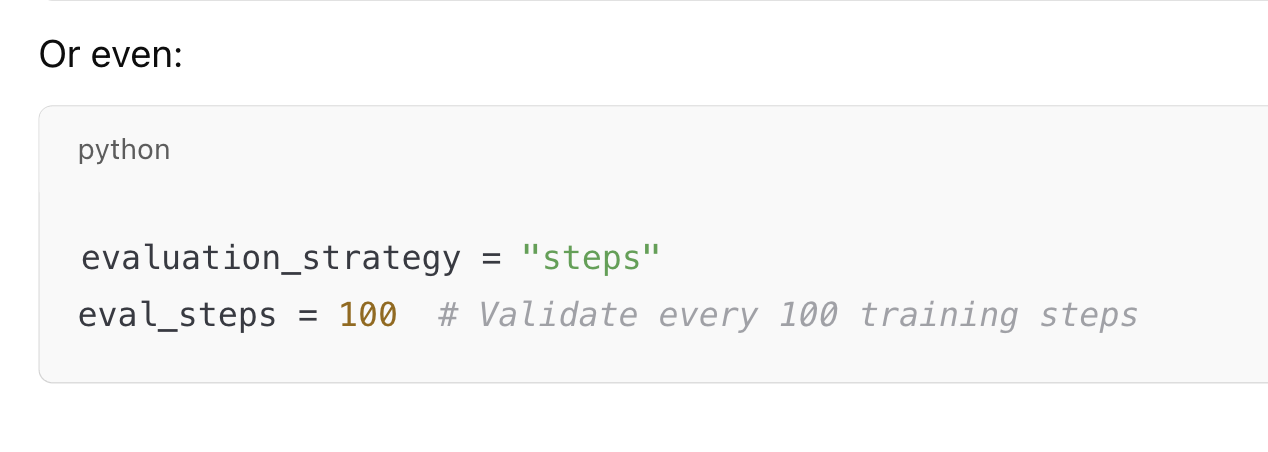 Or even:
python
evaluation_strategy = "steps"
eval_steps = 100  # Validate every 100 training steps